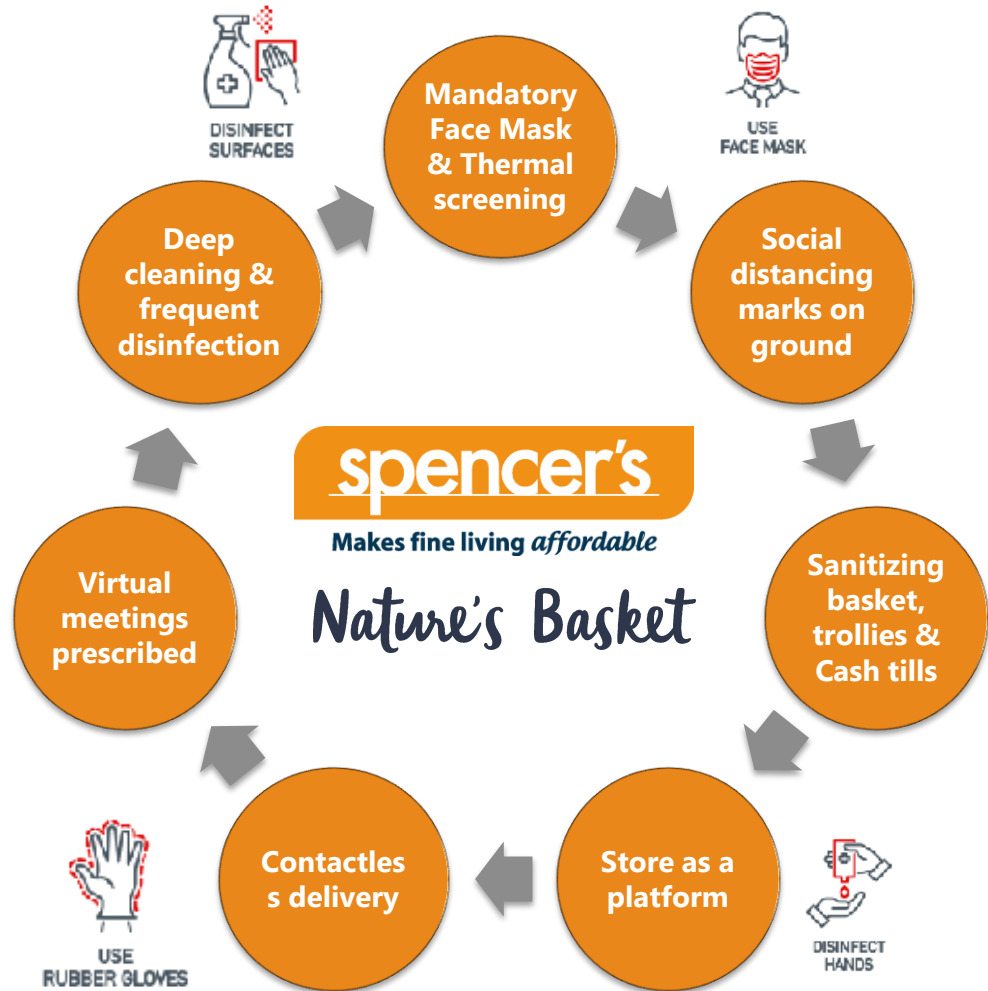 DISINFECT
SURFACES
Mandatory
Face Mask
& Thermal
screening
USE
FACE MASK
Deep
cleaning &
frequent
disinfection
Social
distancing
marks on
ground
spencer's
Makes fine living affordable
Nature's Basket
Virtual
meetings
prescribed
Sanitizing
basket,
trollies &
Cash tills
Contactles
s delivery
Store as a
platform
USE
RUBBER GLOVES
DISINFECT
HANDS